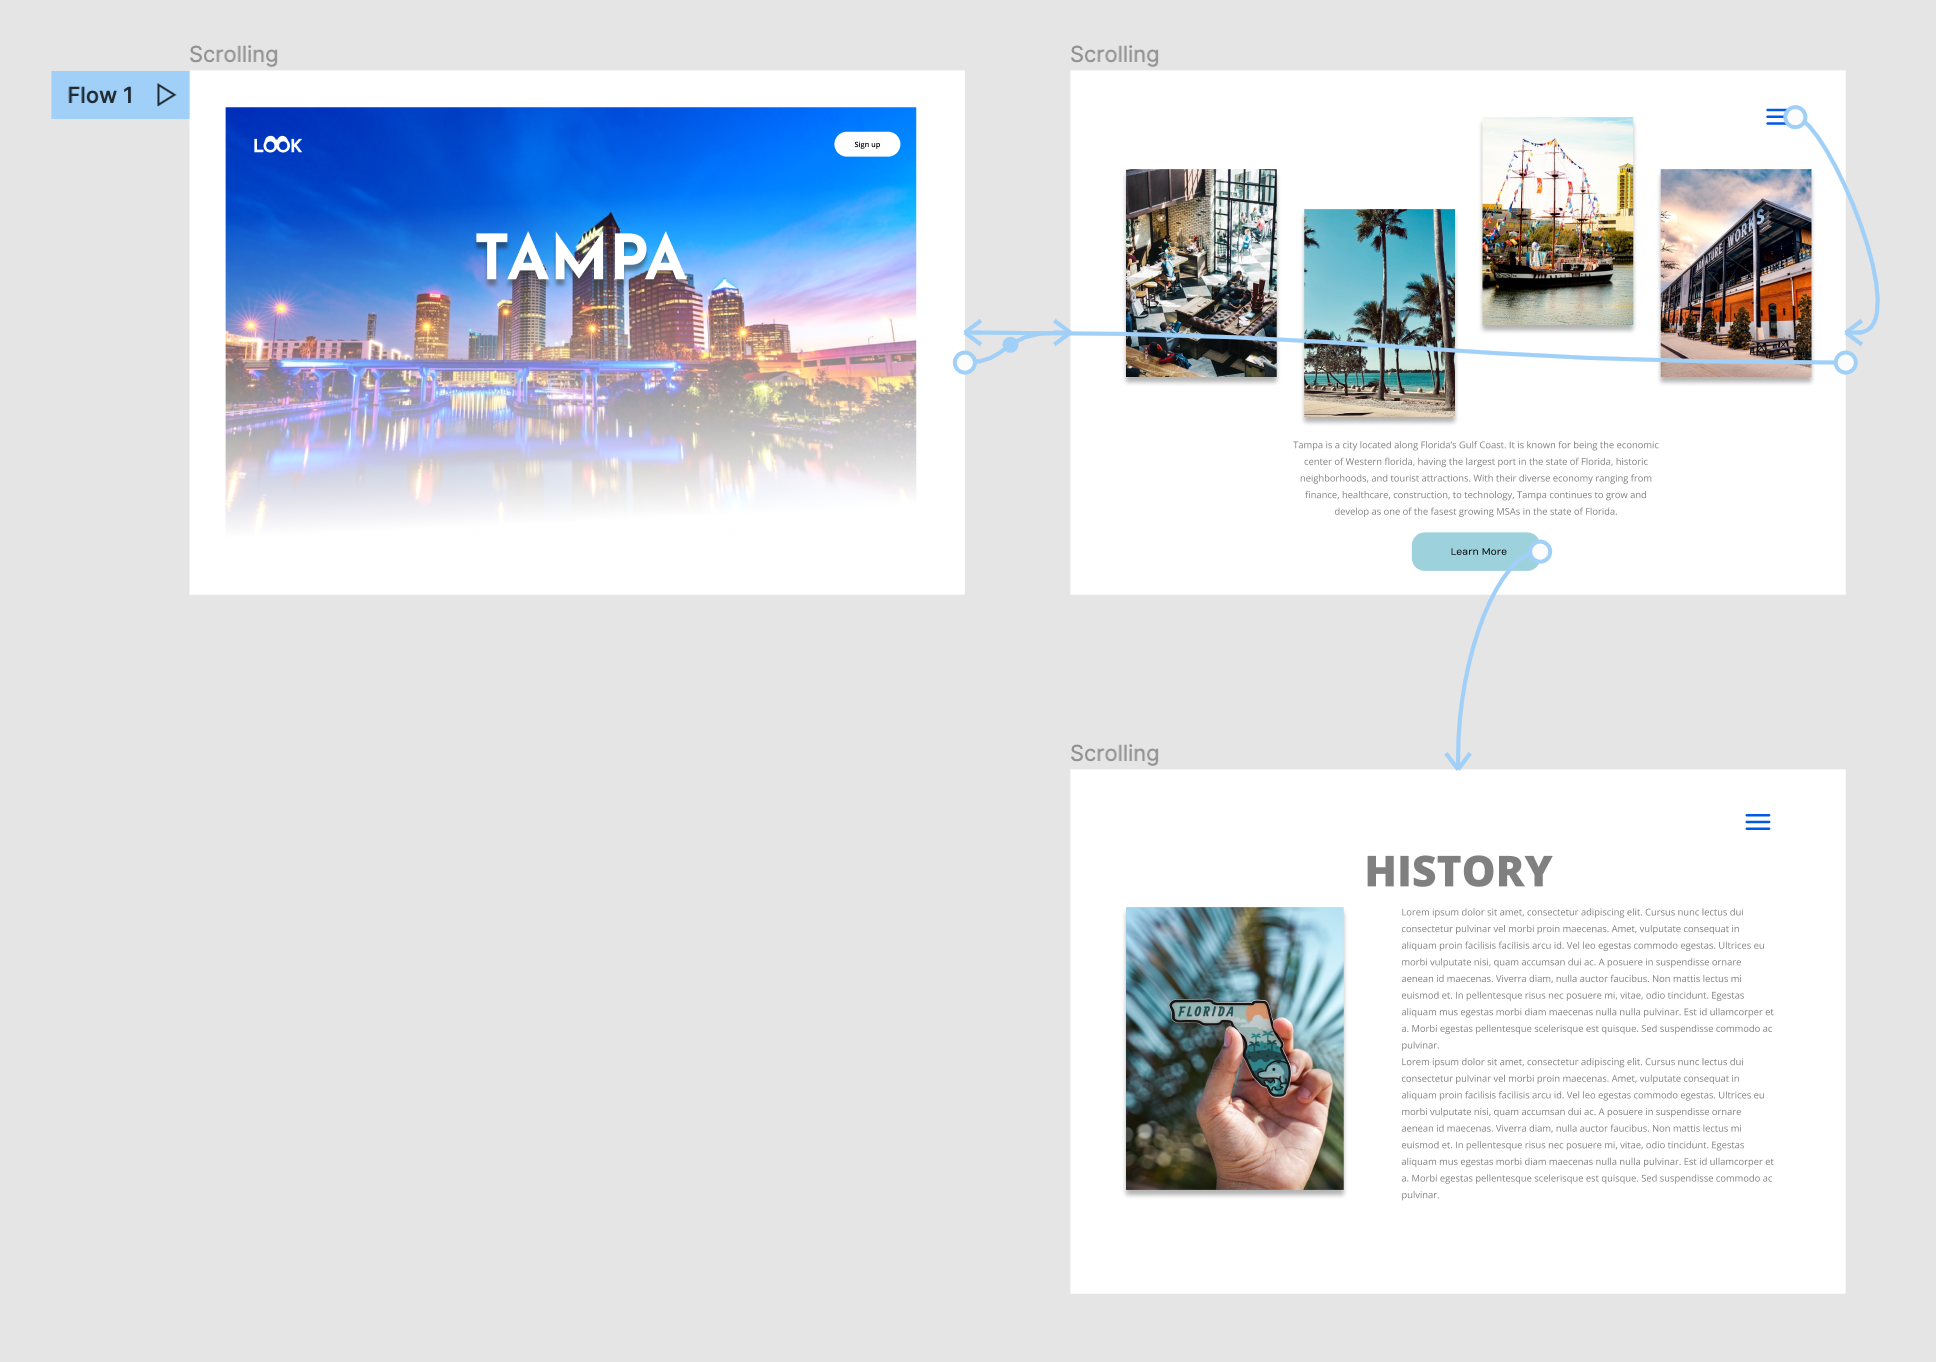 Scrolling
Flow 1
LOOK
Sign up
TAMPA
Scrolling
ARMATURE WORKS
Tampa is a city located along Florida's Gulf Coast. It is known for being the economic
center of Western florida, having the largest port in the state of Florida, historic
neighborhoods, and tourist attractions. With their diverse economy ranging from
finance, healthcare, construction, to technology, Tampa continues to grow and
develop as one of the fasest growing MSAs in the state of Florida.
Learn More
Scrolling
HISTORY
FLORIDA
Lorem ipsum dolor sit amet, consectetur adipiscing elit. Cursus nunc lectus dui
consectetur pulvinar vel morbi proin maecenas. Amet, vulputate consequat in
aliquam proin facilisis facilisis arcu id. Vel leo egestas commodo egestas. Ultrices eu
morbi vulputate nisi, quam accumsan dui ac. A posuere in suspendisse ornare
aenean id maecenas. Viverra diam, nulla auctor faucibus. Non mattis lectus mi
euismod et. In pellentesque risus nec posuere mi, vitae, odio tincidunt. Egestas
aliquam mus egestas morbi diam maecenas nulla nulla pulvinar. Est id ullamcorper et
a. Morbi egestas pellentesque scelerisque est quisque. Sed suspendisse commodo ac
pulvinar.
Lorem ipsum dolor sit amet, consectetur adipiscing elit. Cursus nunc lectus dui
consectetur pulvinar vel morbi proin maecenas. Amet, vulputate consequat in
aliquam proin facilisis facilisis arcu id. Vel leo egestas commodo egestas. Ultrices eu
morbi vulputate nisi, quam accumsan dui ac. A posuere in suspendisse ornare
aenean id maecenas. Viverra diam, nulla auctor faucibus. Non mattis lectus mi
euismod et. In pellentesque risus nec posuere mi, vitae, odio tincidunt. Egestas
aliquam mus egestas morbi diam maecenas nulla nulla pulvinar. Est id ullamcorper et
a. Morbi egestas pellentesque scelerisque est quisque. Sed suspendisse commodo ac
pulvinar.